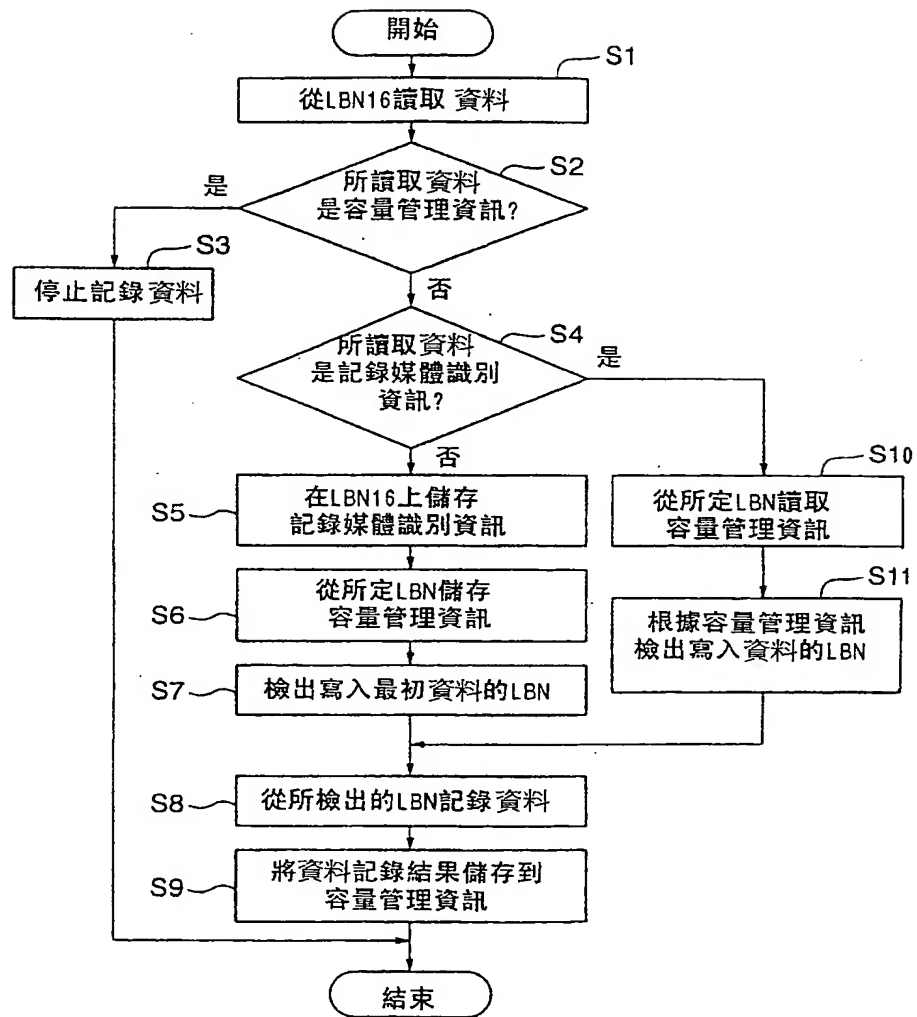 開始
S1
從LBN16讀取 資料
S2
所讀取資料
是容量管理資訊?
是
S3
停止記錄資料
否
S4
所讀取資料
是記錄媒體識別
資訊?
是
否
S5
在LBN16上儲存
記錄媒體識別資訊
S10
從所定LBN讀取
容量管理資訊
S6
從所定LBN儲存
容量管理資訊
S11
根據容量管理資訊
檢出寫入資料的LBN
S7
檢出寫入最初資料的LBN
S8
從所檢出的LBN記錄資料
S9
將資料記錄結果儲存到
容量管理資訊
結束